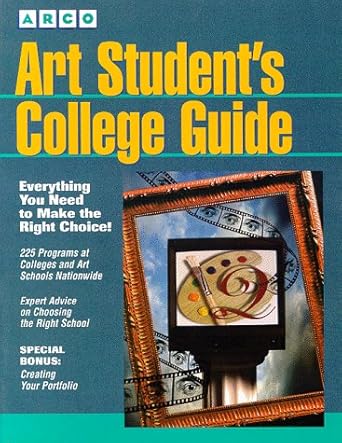 ARCO
Art Student's
College Guide
Everything
You Need
to Make the
Right Choice!
225 Programs at
Colleges and Art
Schools Nationwide
Expert Advice
on Choosing
the Right School
SPECIAL
BONUS:
Creating
Your Portfolio